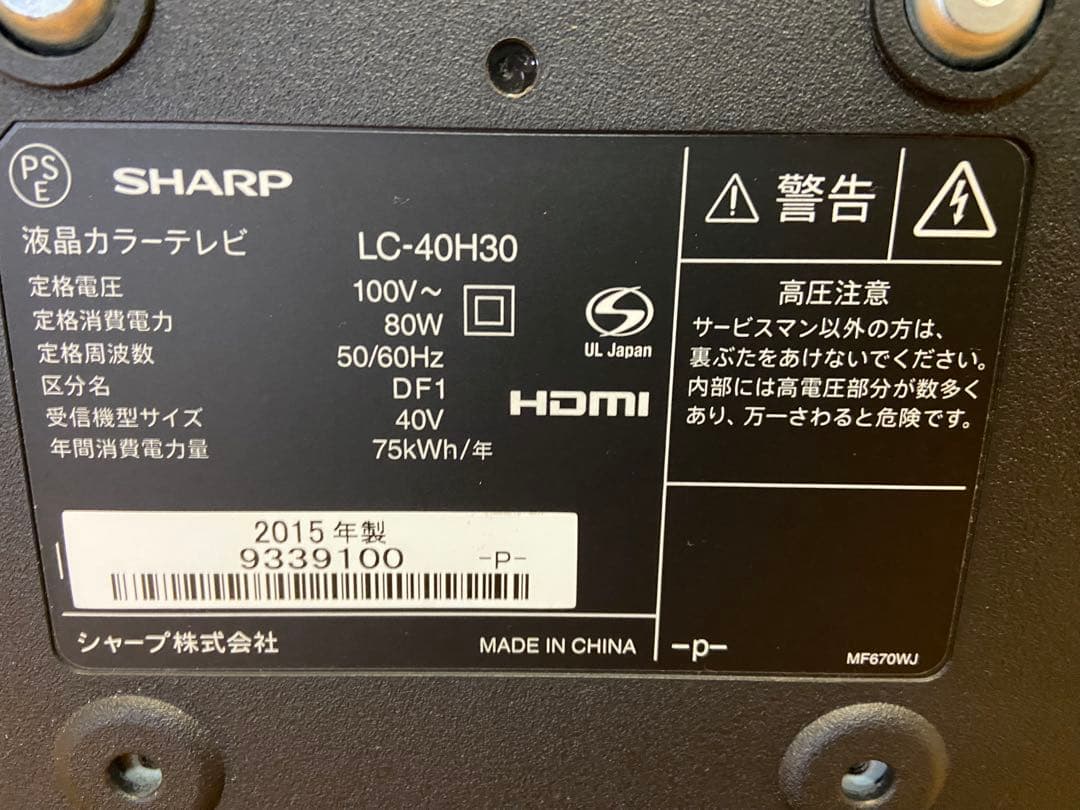 PS
E
SHARP
液晶カラーテレビ LC-40H30
定格電圧 100V~
定格消費電力 80W
定格周波数 50/60Hz
区分名 DF1
受信機型サイズ 40V
年間消費電力量 75kWh/年
S
UL Japan
HDMI
2015年製
9339100 -P-
シャープ株式会社 MADE IN CHINA
警告
高圧注意
サービスマン以外の方は、
裏ぶたをあけないでください。
内部には高電圧部分が数多く
あり、万一さわると危険です。
-p- MF670WJ